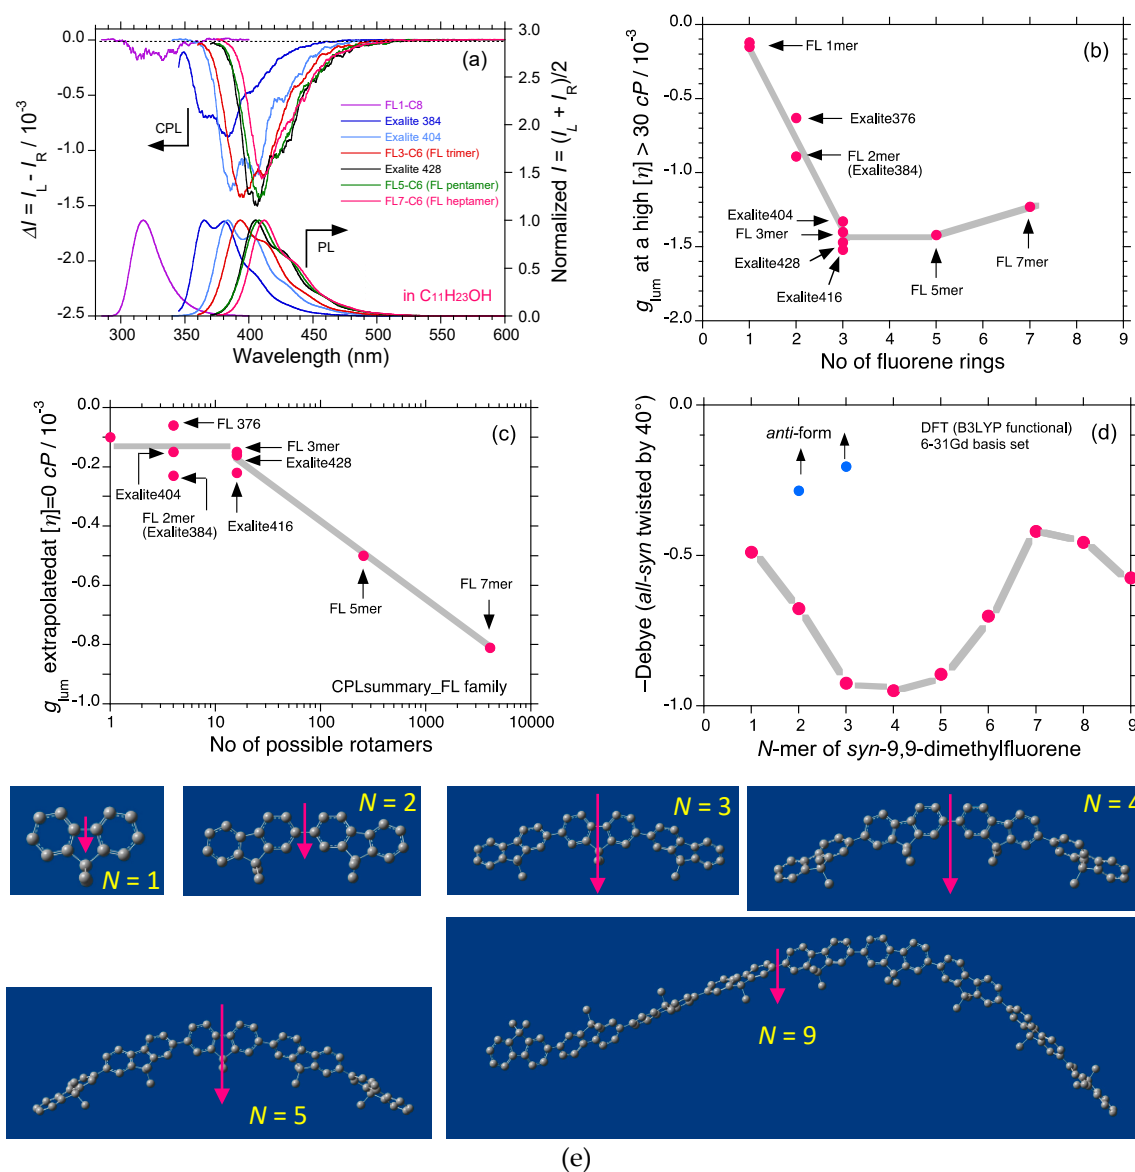 ΔI = I_L - I_R / 10⁻³
0.0
-0.5
-1.0
-1.5
-2.0
-2.5
3.0
2.5
2.0
1.5
1.0
0.5
0.0
Normalized I = (I_L + I_R)/2
(a)
CPL
FL1-C8
Exalite 384
Exalite 404
FL3-C6 (FL trimer)
Exalite 428
FL5-C6 (FL pentamer)
FL7-C6 (FL heptamer)
PL
in C₁₁H₂₃OH
300 350 400 450 500 550 600
Wavelength (nm)
g_lum at a high [η] > 30 cP / 10⁻³
0.0
-0.5
-1.0
-1.5
-2.0
(b)
FL 1mer
Exalite376
FL 2mer
(Exalite384)
Exalite404
FL 3mer
Exalite428
Exalite416
FL 5mer
FL 7mer
0 1 2 3 4 5 6 7 8 9
No of fluorene rings
g_lum extrapolatedat [η]=0 cP / 10⁻³
0.0
-0.2
-0.4
-0.6
-0.8
-1.0
(c)
FL 376
FL 3mer
Exalite428
Exalite404
FL 2mer
(Exalite384)
Exalite416
FL 5mer
FL 7mer
CPLsummary_FL family
1 10 100 1000 10000
No of possible rotamers
−Debye (all-syn twisted by 40°)
0.0
-0.5
-1.0
(d)
anti-form
DFT (B3LYP functional)
6-31Gd basis set
0 1 2 3 4 5 6 7 8 9
N-mer of syn-9,9-dimethylfluorene
N = 1
N = 2
N = 3
N = 4
N = 5
N = 9
(e)